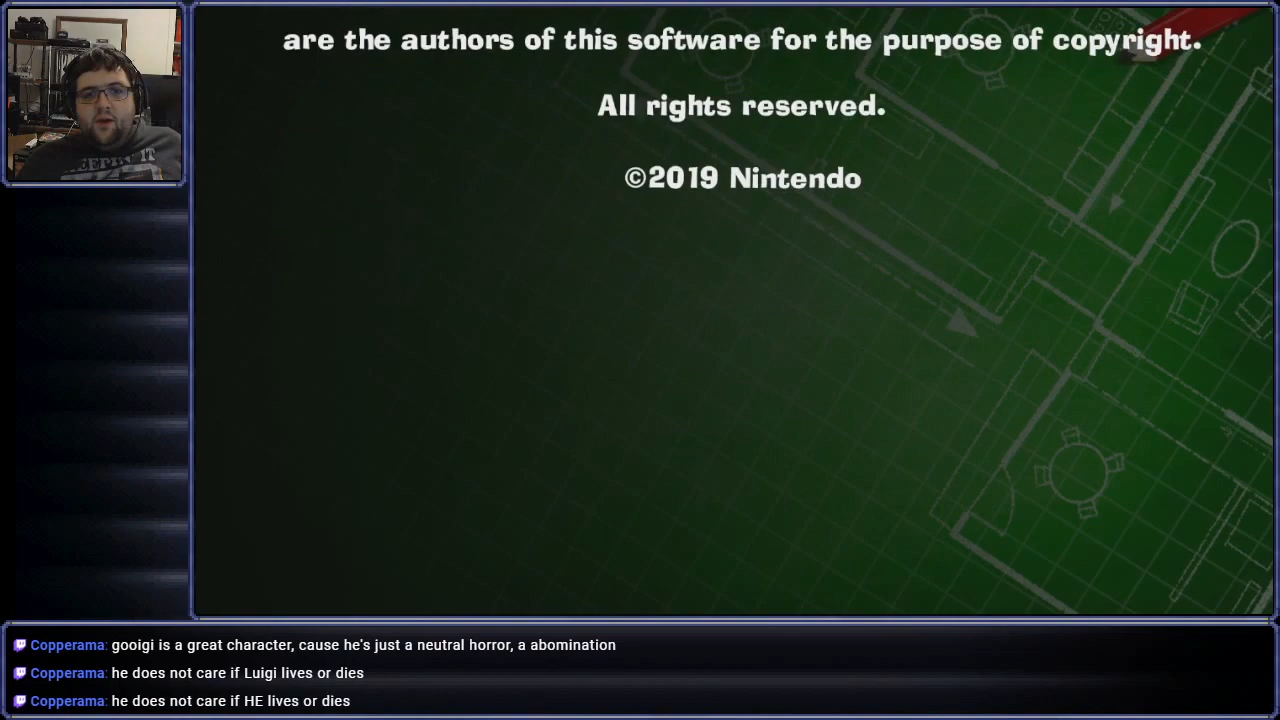 are the authors of this software for the purpose of copyright.
All rights reserved.
©2019 Nintendo
KEEPIN' IT
Copperama: gooigi is a great character, cause he's just a neutral horror, a abomination
Copperama: he does not care if Luigi lives or dies
Copperama: he does not care if HE lives or dies